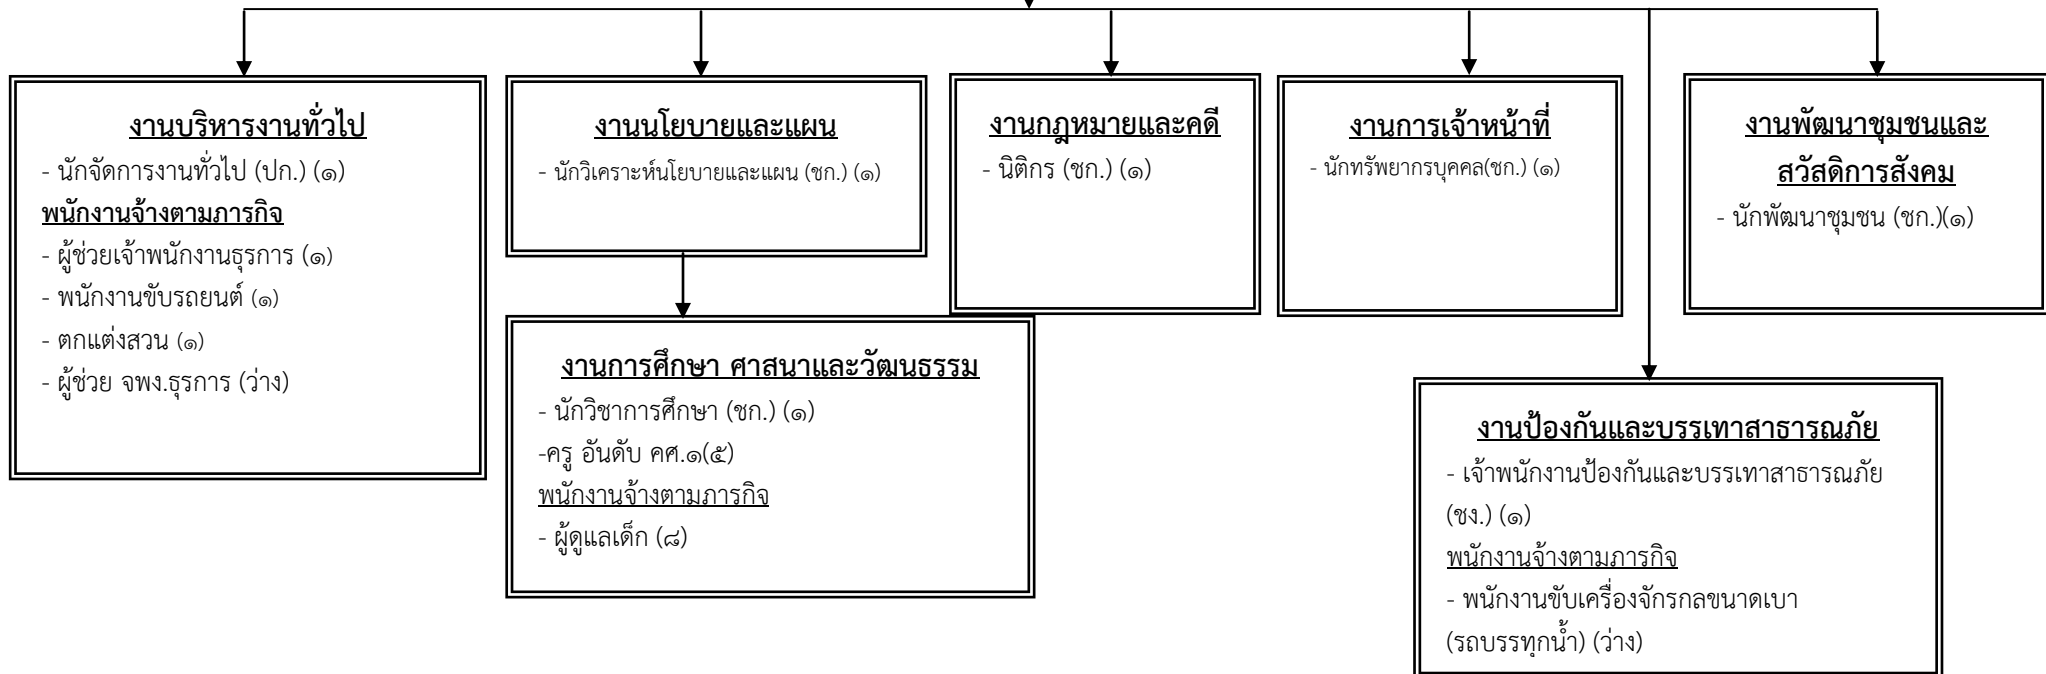 งานบริหารงานทั่วไป
- นักจัดการงานทั่วไป (ปก.) (๑)
พนักงานจ้างตามภารกิจ
- ผู้ช่วยเจ้าพนักงานธุรการ (๑)
- พนักงานขับรถยนต์ (๑)
- ตกแต่งสวน (๑)
- ผู้ช่วย จพง.ธุรการ (ว่าง)
งานนโยบายและแผน
- นักวิเคราะห์นโยบายและแผน (ชก.) (๑)
งานการศึกษา ศาสนาและวัฒนธรรม
- นักวิชาการศึกษา (ชก.) (๑)
-ครู อันดับ คศ.๑(๕)
พนักงานจ้างตามภารกิจ
- ผู้ดูแลเด็ก (๘)
งานกฎหมายและคดี
- นิติกร (ชก.) (๑)
งานการเจ้าหน้าที่
- นักทรัพยากรบุคคล(ชก.) (๑)
งานพัฒนาชุมชนและ
สวัสดิการสังคม
- นักพัฒนาชุมชน (ชก.)(๑)
งานป้องกันและบรรเทาสาธารณภัย
- เจ้าพนักงานป้องกันและบรรเทาสาธารณภัย
(ชง.) (๑)
พนักงานจ้างตามภารกิจ
- พนักงานขับเครื่องจักรกลขนาดเบา
(รถบรรทุกน้ำ) (ว่าง)